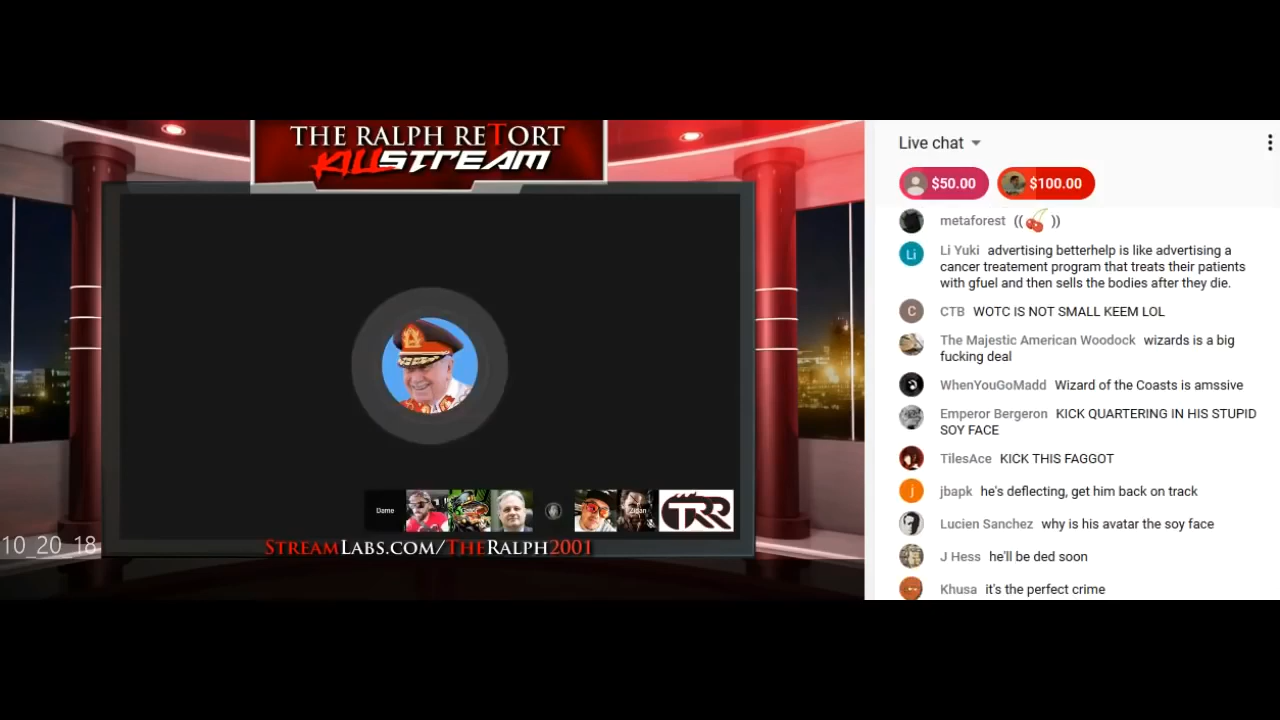 THE RALPH RETORT
KILLSTREAM
Dame
Zidan
TRR
10_20_18
STREAMLABS.COM/THERALPH2001
Live chat
$50.00 $100.00
metaforest (( ))
Li Li Yuki advertising betterhelp is like advertising a
cancer treatement program that treats their patients
with gfuel and then sells the bodies after they die.
C CTB WOTC IS NOT SMALL KEEM LOL
The Majestic American Woodock wizards is a big
fucking deal
WhenYouGoMadd Wizard of the Coasts is amssive
Emperor Bergeron KICK QUARTERING IN HIS STUPID
SOY FACE
TilesAce KICK THIS FAGGOT
j jbapk he's deflecting, get him back on track
Lucien Sanchez why is his avatar the soy face
J Hess he'll be ded soon
Khusa it's the perfect crime